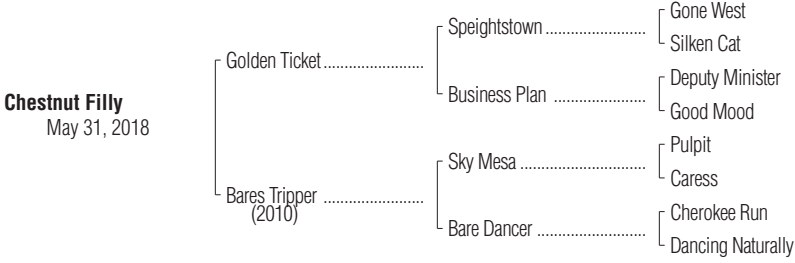 Gone West
Speightstown ........................
Silken Cat
Golden Ticket ........................
Deputy Minister
Business Plan ......................
Good Mood
Chestnut Filly
May 31, 2018
Pulpit
Sky Mesa ..............................
Caress
Bares Tripper ........................
(2010)
Cherokee Run
Bare Dancer ..........................
Dancing Naturally